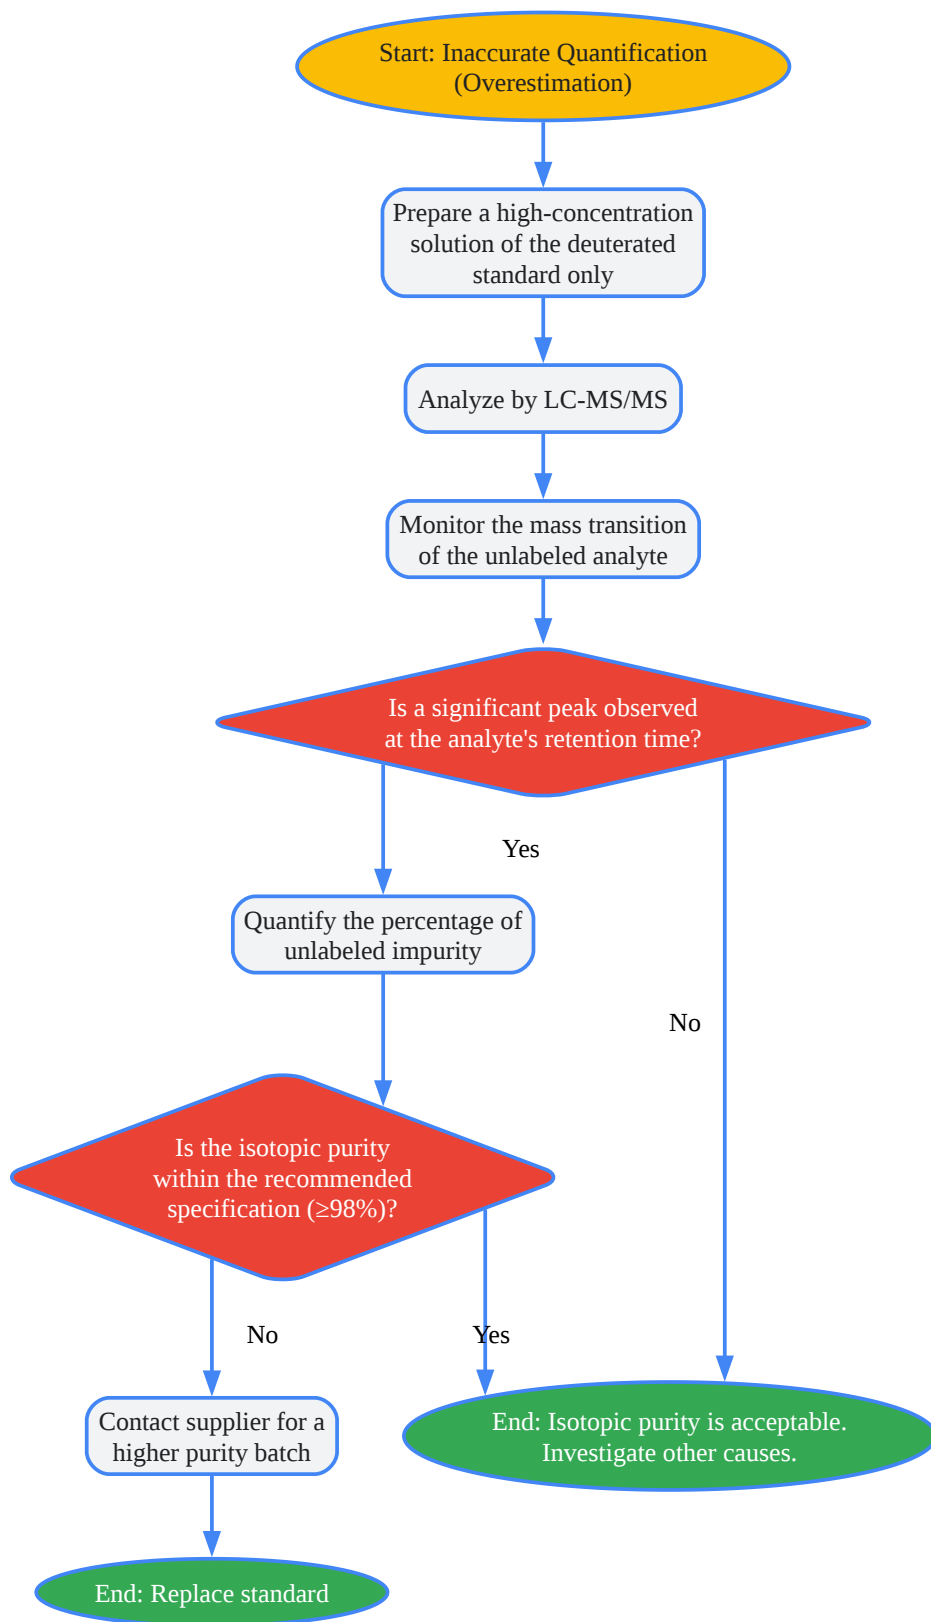 Start: Inaccurate Quantification
(Overestimation)
Prepare a high-concentration
solution of the deuterated
standard only
Analyze by LC-MS/MS
Monitor the mass transition
of the unlabeled analyte
Is a significant peak observed
at the analyte's retention time?
Yes
Quantify the percentage of
unlabeled impurity
No
Is the isotopic purity
within the recommended
specification (≥98%)?
No
Yes
Contact supplier for a
higher purity batch
End: Isotopic purity is acceptable.
Investigate other causes.
End: Replace standard